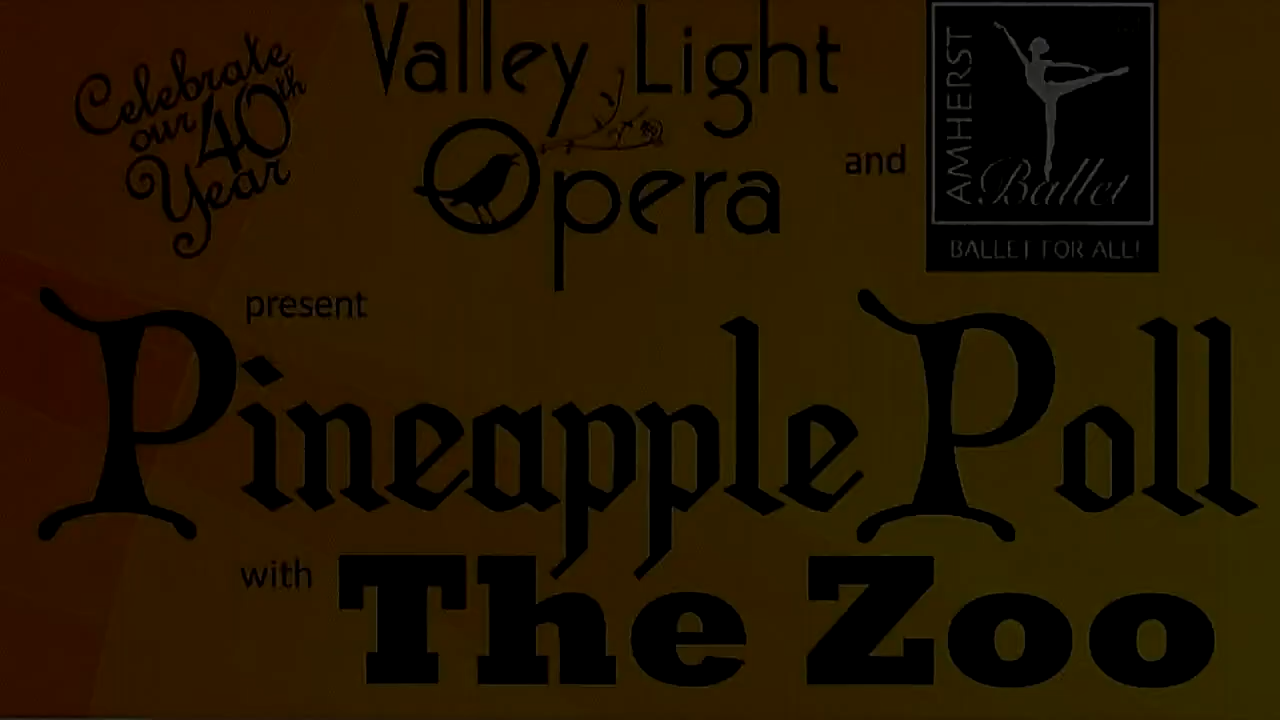 Celebrate
our 40th
Year
Valley Light
Opera
and
AMHERST
Ballet
BALLET FOR ALL!
present
Pineapple Poll
with
The Zoo